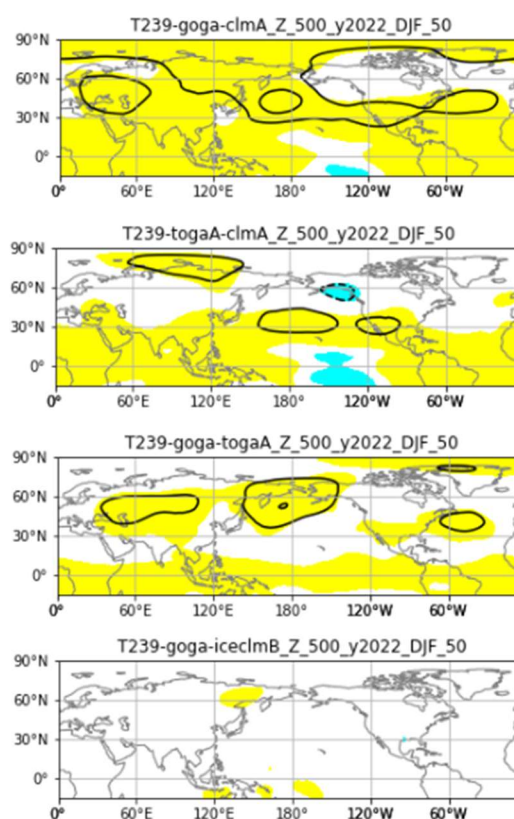 T239-goga-clmA_Z_500_y2022_DJF_50
90°N
60°N
30°N
0°
0° 60°E 120°E 180° 120°W 60°W
T239-togaA-clmA_Z_500_y2022_DJF_50
90°N
60°N
30°N
0°
0° 60°E 120°E 180° 120°W 60°W
T239-goga-togaA_Z_500_y2022_DJF_50
90°N
60°N
30°N
0°
0° 60°E 120°E 180° 120°W 60°W
T239-goga-iceclmB_Z_500_y2022_DJF_50
90°N
60°N
30°N
0°
0° 60°E 120°E 180° 120°W 60°W